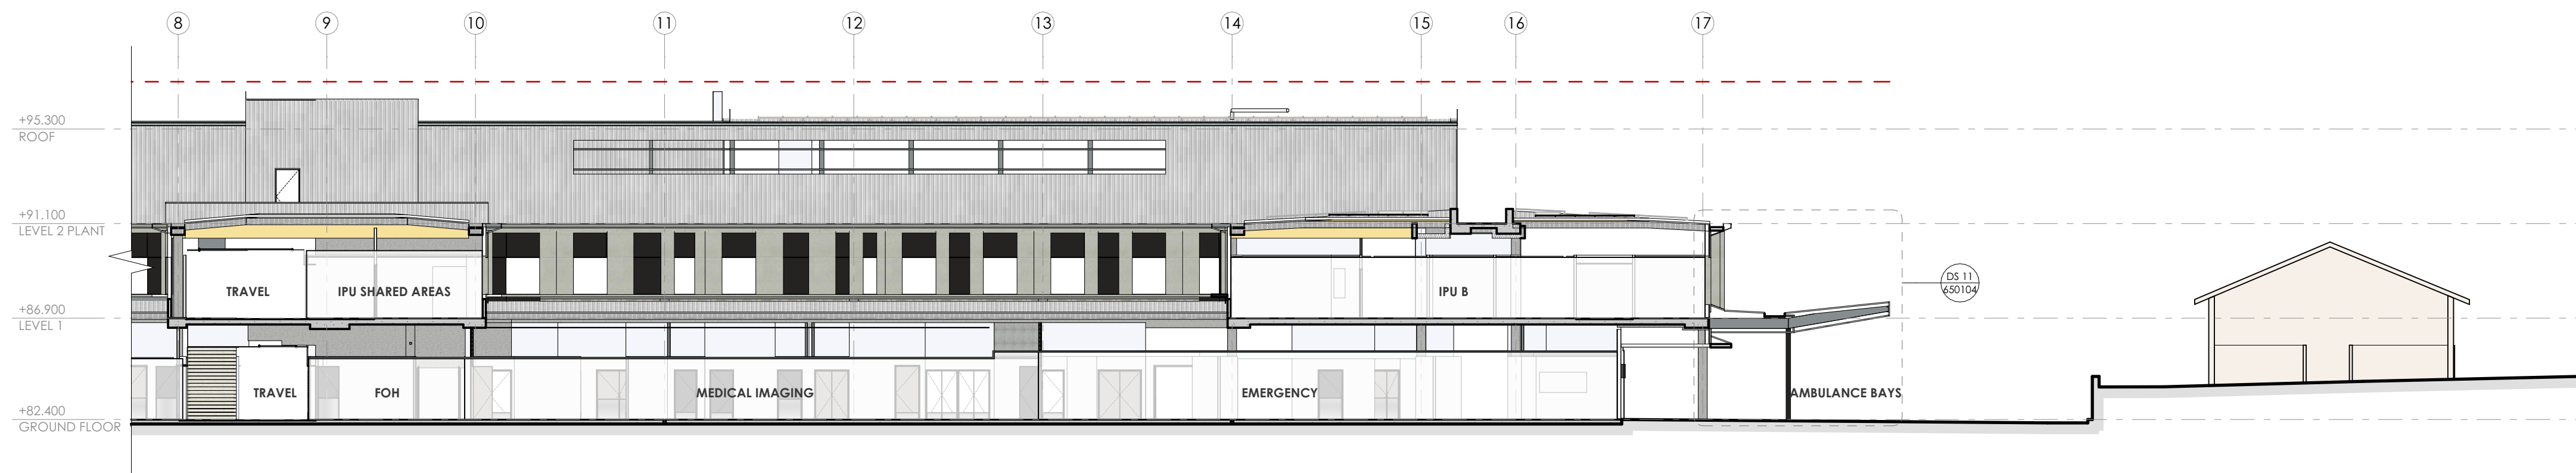 8 9 10 11 12 13 14 15 16 17
+95.300
ROOF
+91.100
LEVEL 2 PLANT
TRAVEL IPU SHARED AREAS IPU B
DS 11
650104
+86.900
LEVEL 1
TRAVEL FOH MEDICAL IMAGING EMERGENCY AMBULANCE BAYS
+82.400
GROUND FLOOR